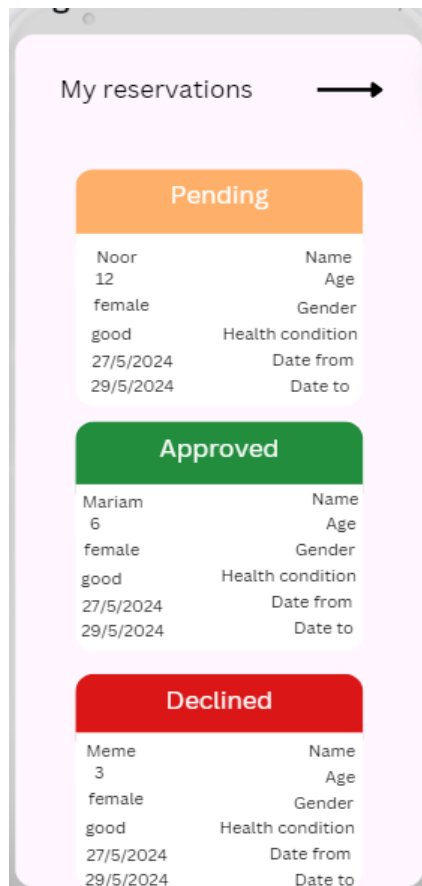 My reservations
Pending
Noor Name
12 Age
female Gender
good Health condition
27/5/2024 Date from
29/5/2024 Date to
Approved
Mariam Name
6 Age
female Gender
good Health condition
27/5/2024 Date from
29/5/2024 Date to
Declined
Meme Name
3 Age
female Gender
good Health condition
27/5/2024 Date from
29/5/2024 Date to